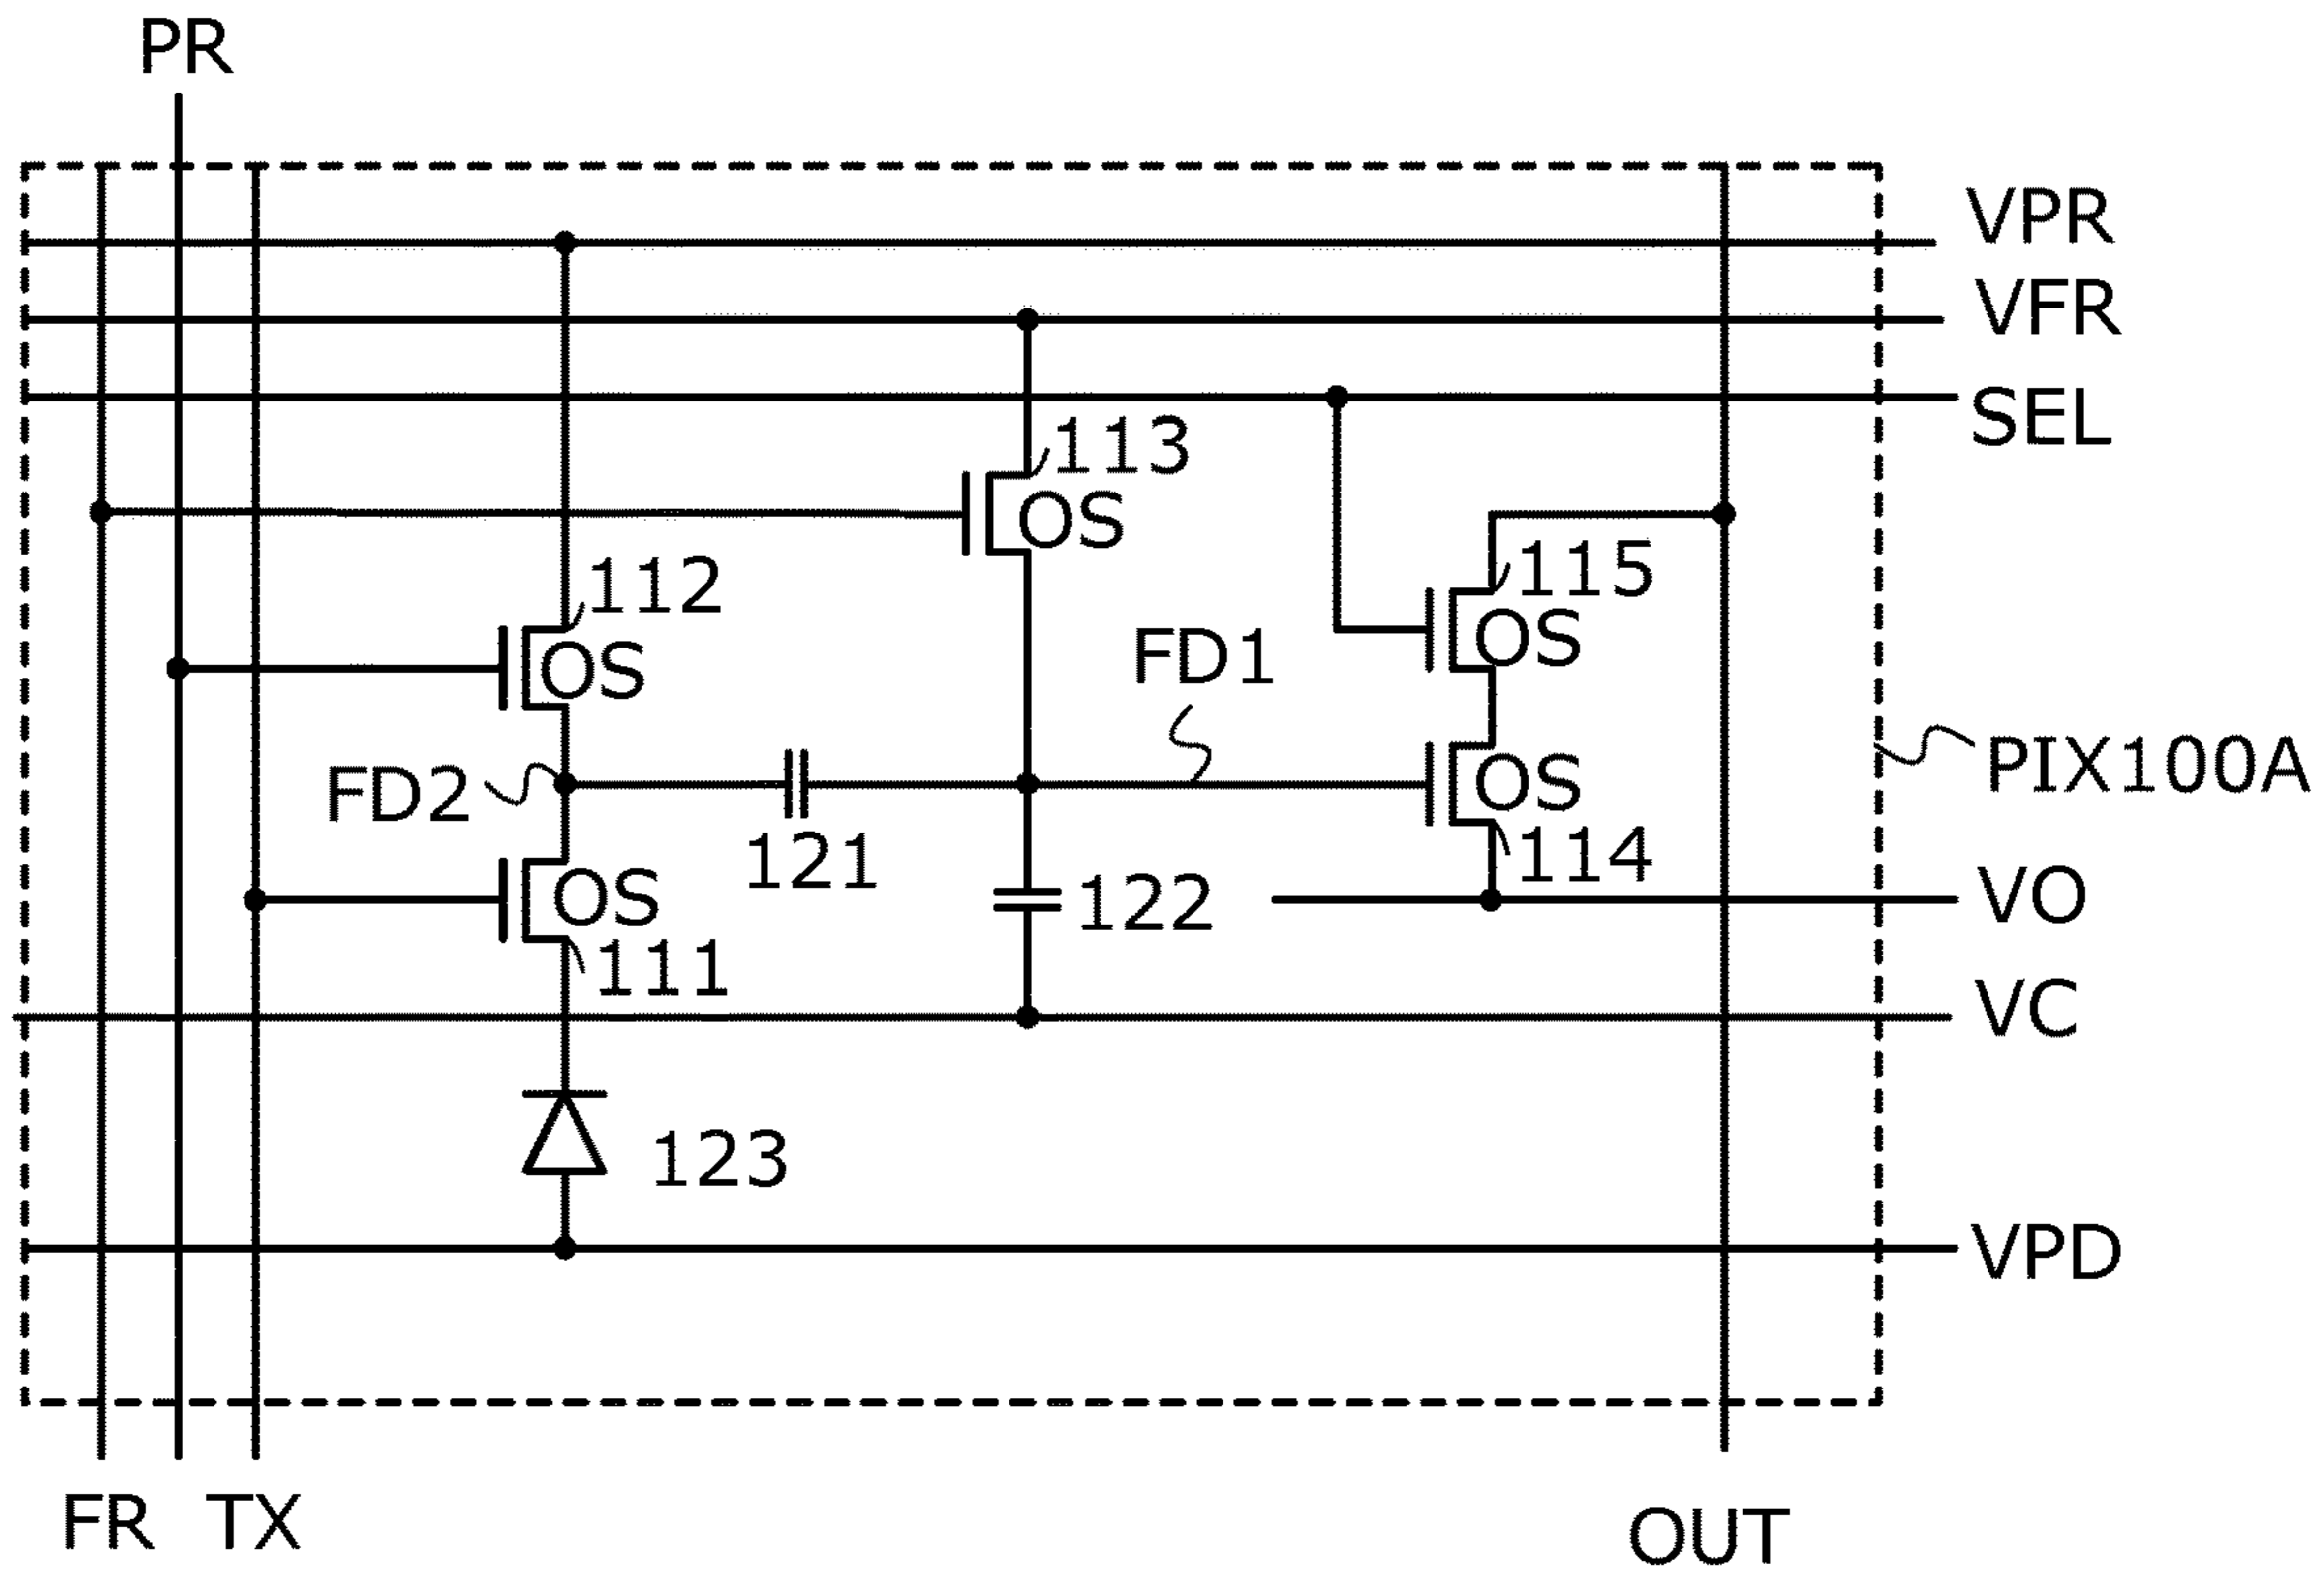 PR
VPR
VFR
SEL
113
OS
112
OS
115
OS
FD1
FD2
121
OS
114
PIX100A
OS
111
122
VO
VC
123
VPD
FR
TX
OUT